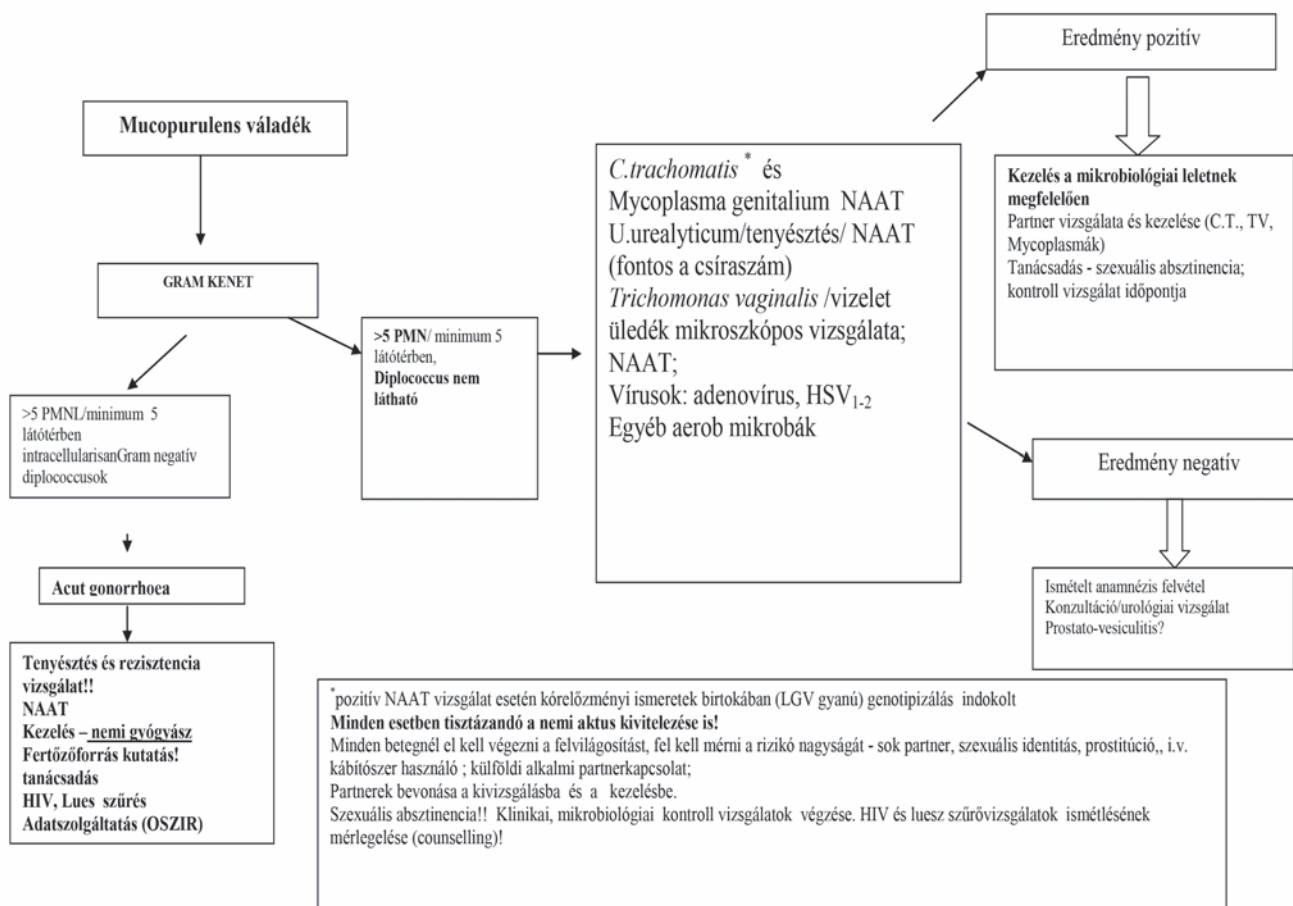 Mucopurulens váladék
GRAM KENET
>5 PMNL/minimum 5
látótérben
intracellularisanGram negatív
diplococcusok
Acut gonorrhoea
Tenyésztés és rezisztencia
vizsgálat!!
NAAT
Kezelés – nemi gyógyász
Fertőzőforrás kutatás!
tanácsadás
HIV, Lues szűrés
Adatszolgáltatás (OSZIR)
>5 PMN/ minimum 5
látótérben,
Diplococcus nem
látható
C.trachomatis * és
Mycoplasma genitalium NAAT
U.urealyticum/tenyésztés/ NAAT
(fontos a csíraszám)
Trichomonas vaginalis /vizelet
üledék mikroszkópos vizsgálata;
NAAT;
Vírusok: adenovírus, HSV1-2
Egyéb aerob mikrobák
Eredmény pozitív
Kezelés a mikrobiológiai leletnek
megfelelően
Partner vizsgálata és kezelése (C.T., TV,
Mycoplasmák)
Tanácsadás - szexuális absztinencia;
kontroll vizsgálat időpontja
Eredmény negatív
Ismételt anamnézis felvétel
Konzultáció/urológiai vizsgálat
Prostato-vesiculitis?
*pozitív NAAT vizsgálat esetén kórelőzményi ismeretek birtokában (LGV gyanú) genotipizálás indokolt
Minden esetben tisztázandó a nemi aktus kivitelezése is!
Minden betegnél el kell végezni a felvilágosítást, fel kell mérni a rizikó nagyságát - sok partner, szexuális identitás, prostitúció,, i.v.
kábítószer használó ; külföldi alkalmi partnerkapcsolat;
Partnerek bevonása a kivizsgálásba és a kezelésbe.
Szexuális absztinencia!! Klinikai, mikrobiológiai kontroll vizsgálatok végzése. HIV és luesz szűrővizsgálatok ismétlésének
mérlegelése (counselling)!